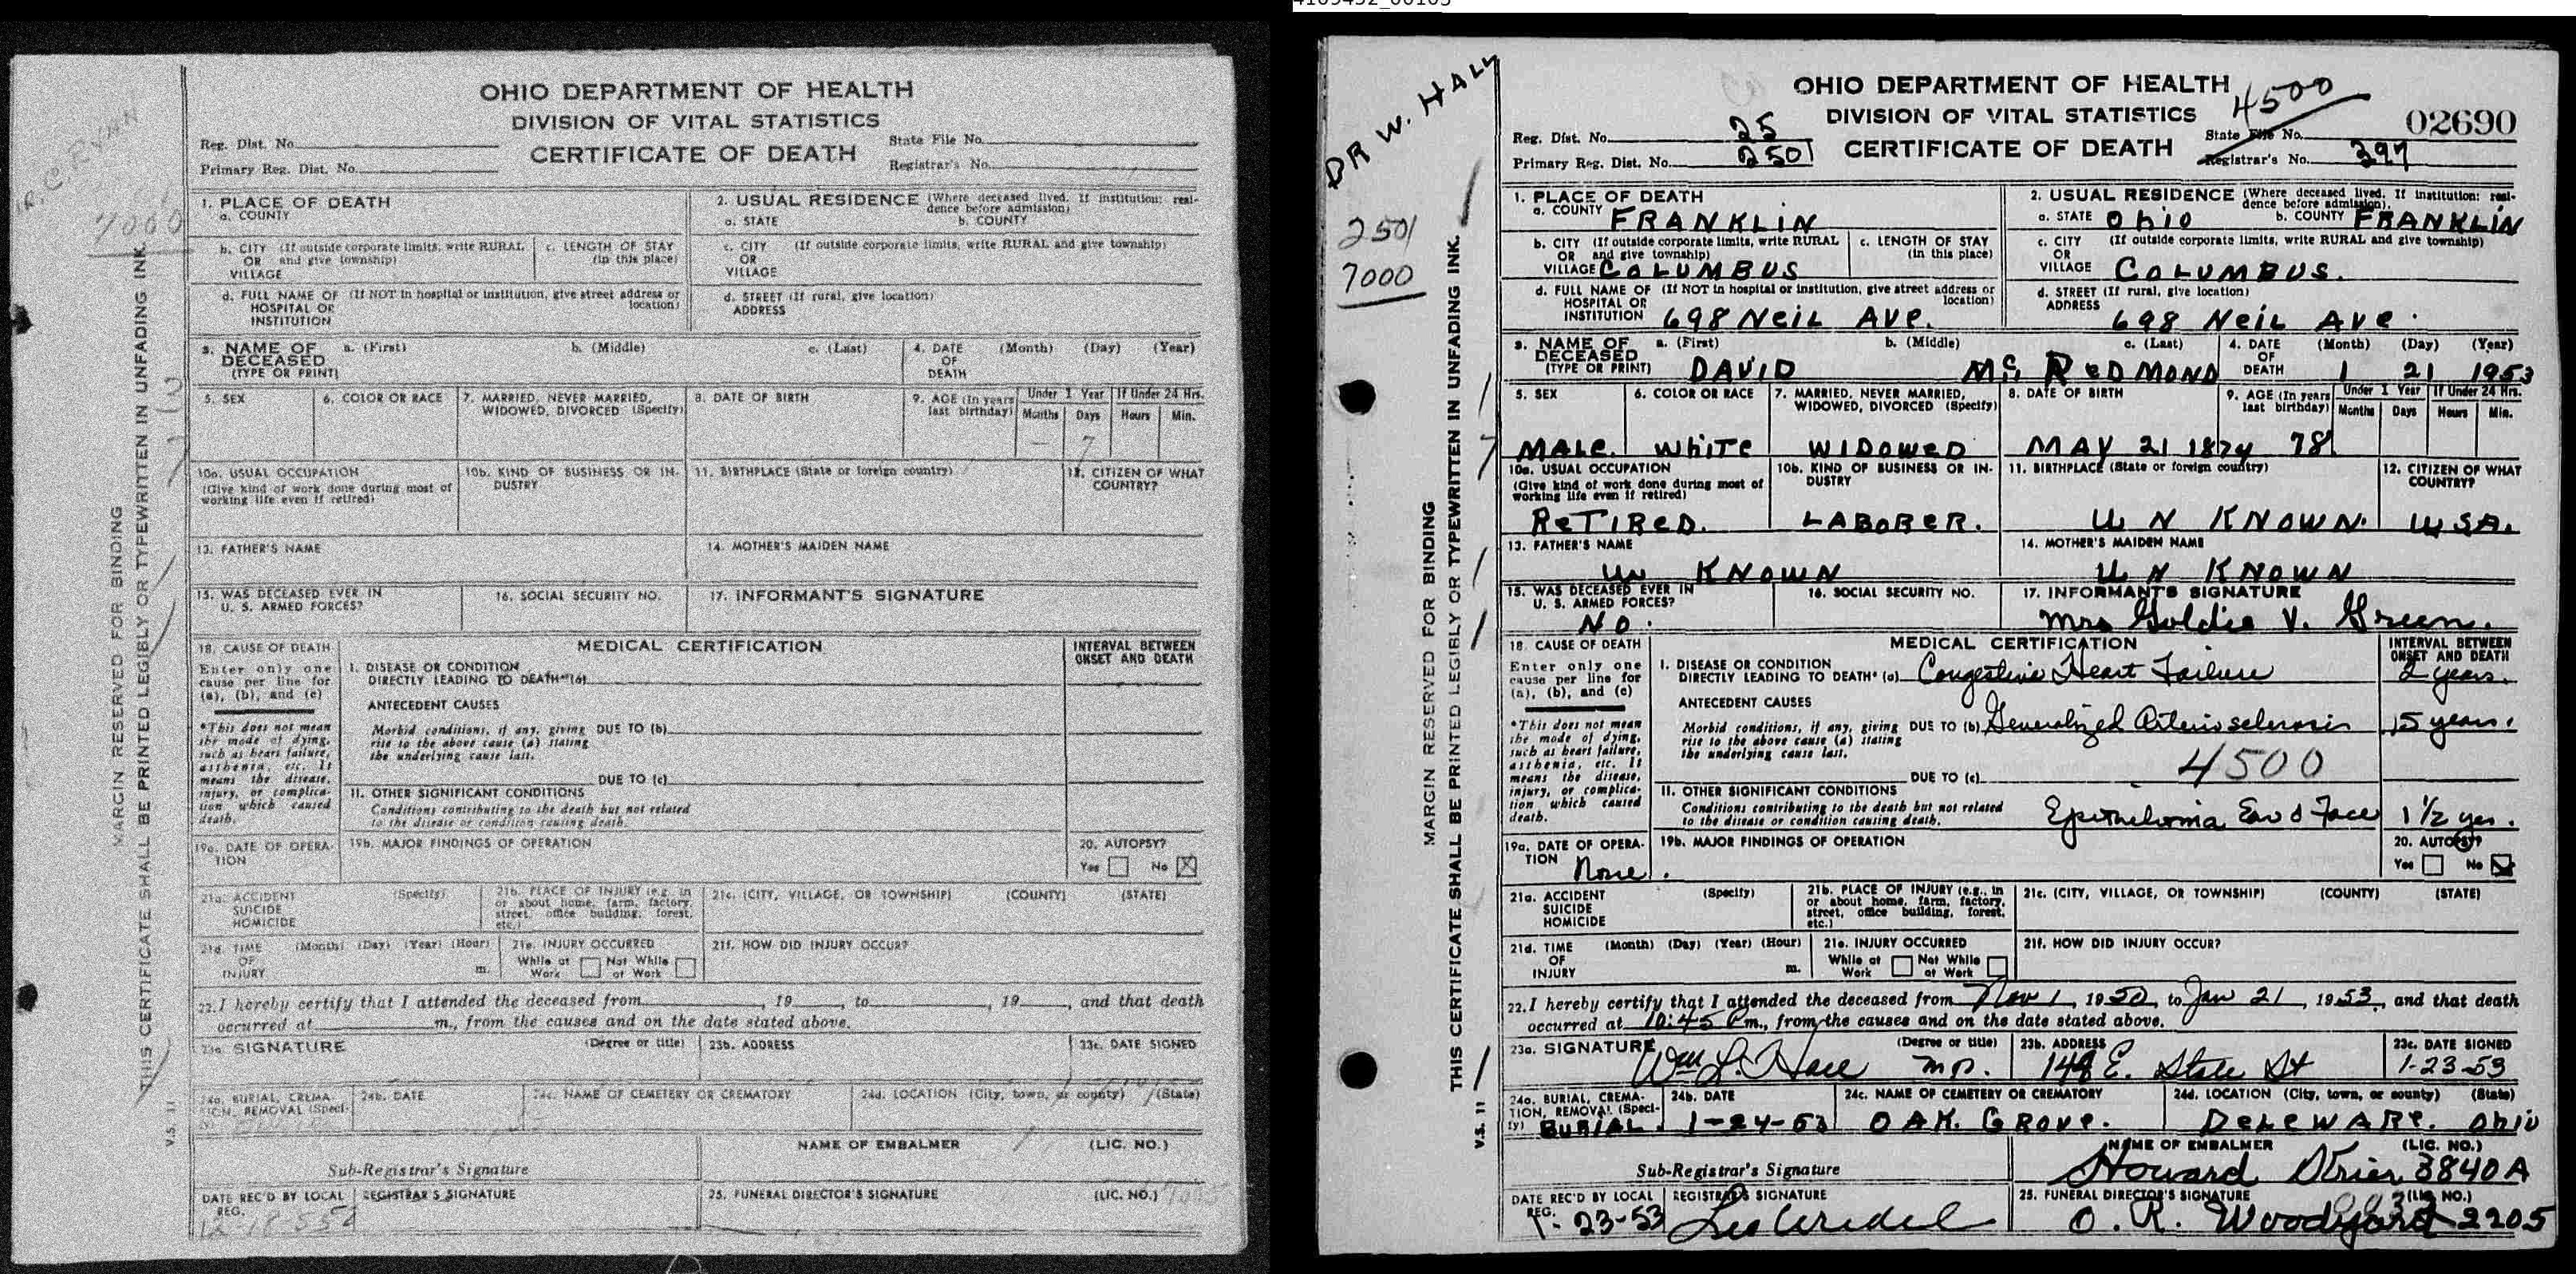 OHIO DEPARTMENT OF HEALTH
DIVISION OF VITAL STATISTICS
CERTIFICATE OF DEATH
Reg. Dist. No.
Primary Reg. Dist. No.
State File No.
Registrar's No.
7000
MARGIN RESERVED FOR BINDING
THIS CERTIFICATE SHALL BE PRINTED LEGIBLY OR TYPEWRITTEN IN UNFADING INK.
V.S. 11
1. PLACE OF DEATH
a. COUNTY
2. USUAL RESIDENCE (Where deceased lived. If institution: resi-
dence before admission)
a. STATE b. COUNTY
b. CITY (If outside corporate limits, write RURAL
OR and give township)
VILLAGE
c. LENGTH OF STAY
(in this place)
c. CITY (If outside corporate limits, write RURAL and give township)
OR
VILLAGE
d. FULL NAME OF (If NOT in hospital or institution, give street address or
HOSPITAL OR location)
INSTITUTION
d. STREET (If rural, give location)
ADDRESS
3. NAME OF a. (First) b. (Middle) c. (Last)
DECEASED
(TYPE OR PRINT)
4. DATE (Month) (Day) (Year)
OF
DEATH
5. SEX
6. COLOR OR RACE
7. MARRIED, NEVER MARRIED,
WIDOWED, DIVORCED (Specify)
8. DATE OF BIRTH
9. AGE (In years
last birthday)
Under 1 Year If Under 24 Hrs.
Months Days Hours Min.
7
10a. USUAL OCCUPATION
(Give kind of work done during most of
working life even if retired)
10b. KIND OF BUSINESS OR IN-
DUSTRY
11. BIRTHPLACE (State or foreign country)
12. CITIZEN OF WHAT
COUNTRY?
13. FATHER'S NAME
14. MOTHER'S MAIDEN NAME
15. WAS DECEASED EVER IN
U. S. ARMED FORCES?
16. SOCIAL SECURITY NO.
17. INFORMANT'S SIGNATURE
18. CAUSE OF DEATH
Enter only one
cause per line for
(a), (b), and (c)
*This does not mean
the mode of dying,
such as heart failure,
asthenia, etc. It
means the disease,
injury, or complica-
tion which caused
death.
MEDICAL CERTIFICATION
INTERVAL BETWEEN
ONSET AND DEATH
I. DISEASE OR CONDITION
DIRECTLY LEADING TO DEATH* (a)
ANTECEDENT CAUSES
Morbid conditions, if any, giving DUE TO (b)
rise to the above cause (a) stating
the underlying cause last.
DUE TO (c)
II. OTHER SIGNIFICANT CONDITIONS
Conditions contributing to the death but not related
to the disease or condition causing death.
19a. DATE OF OPERA-
TION
19b. MAJOR FINDINGS OF OPERATION
20. AUTOPSY?
Yes No X
21a. ACCIDENT (Specify)
SUICIDE
HOMICIDE
21b. PLACE OF INJURY (e.g., in
or about home, farm, factory,
street, office building, forest,
etc.)
21c. (CITY, VILLAGE, OR TOWNSHIP) (COUNTY) (STATE)
21d. TIME (Month) (Day) (Year) (Hour)
OF
INJURY m.
21e. INJURY OCCURRED
While at Not While
Work at Work
21f. HOW DID INJURY OCCUR?
22. I hereby certify that I attended the deceased from , 19 , to , 19 , and that death
occurred at m., from the causes and on the date stated above.
23a. SIGNATURE (Degree or title)
23b. ADDRESS
23c. DATE SIGNED
24a. BURIAL, CREMA-
TION, REMOVAL (Speci-
24b. DATE
24c. NAME OF CEMETERY OR CREMATORY
24d. LOCATION (City, town, or county) (State)
NAME OF EMBALMER (LIC. NO.)
Sub-Registrar's Signature
DATE REC'D BY LOCAL
REG.
REGISTRAR'S SIGNATURE
25. FUNERAL DIRECTOR'S SIGNATURE (LIC. NO.)
DR W. HALL
2501
7000
MARGIN RESERVED FOR BINDING
THIS CERTIFICATE SHALL BE PRINTED LEGIBLY OR TYPEWRITTEN IN UNFADING INK.
V.S. 11
OHIO DEPARTMENT OF HEALTH
DIVISION OF VITAL STATISTICS
CERTIFICATE OF DEATH
4500
02690
Reg. Dist. No. 25
Primary Reg. Dist. No. 2501
State File No.
Registrar's No. 297
1. PLACE OF DEATH
a. COUNTY FRANKLIN
2. USUAL RESIDENCE (Where deceased lived. If institution: resi-
dence before admission).
a. STATE Ohio b. COUNTY FRANKLIN
b. CITY (If outside corporate limits, write RURAL
OR and give township)
VILLAGE COLUMBUS
c. LENGTH OF STAY
(in this place)
c. CITY (If outside corporate limits, write RURAL and give township)
OR
VILLAGE COLUMBUS.
d. FULL NAME OF (If NOT in hospital or institution, give street address or
HOSPITAL OR location)
INSTITUTION 698 Neil Ave.
d. STREET (If rural, give location)
ADDRESS 698 Neil Ave.
3. NAME OF a. (First) b. (Middle) c. (Last)
DECEASED
(TYPE OR PRINT) DAVID Mc REDMOND
4. DATE (Month) (Day) (Year)
OF
DEATH 1 21 1953
5. SEX
MALE
6. COLOR OR RACE
White
7. MARRIED, NEVER MARRIED,
WIDOWED, DIVORCED (Specify)
WIDOWED
8. DATE OF BIRTH
MAY 21 1874
9. AGE (In years
last birthday)
78
Under 1 Year If Under 24 Hrs.
Months Days Hours Min.
10a. USUAL OCCUPATION
(Give kind of work done during most of
working life even if retired)
ReTIRED.
10b. KIND OF BUSINESS OR IN-
DUSTRY
LABORER.
11. BIRTHPLACE (State or foreign country)
UNKNOWN.
12. CITIZEN OF WHAT
COUNTRY?
USA.
13. FATHER'S NAME
UN KNOWN
14. MOTHER'S MAIDEN NAME
UN KNOWN
15. WAS DECEASED EVER IN
U. S. ARMED FORCES?
NO.
16. SOCIAL SECURITY NO.
17. INFORMANT'S SIGNATURE
Mrs Goldie V. Green.
18. CAUSE OF DEATH
Enter only one
cause per line for
(a), (b), and (c)
*This does not mean
the mode of dying,
such as heart failure,
asthenia, etc. It
means the disease,
injury, or complica-
tion which caused
death.
MEDICAL CERTIFICATION
INTERVAL BETWEEN
ONSET AND DEATH
I. DISEASE OR CONDITION
DIRECTLY LEADING TO DEATH* (a) Congestive Heart Failure 2 years.
ANTECEDENT CAUSES
Morbid conditions, if any, giving DUE TO (b) Generalized Arteriosclerosis 15 years.
rise to the above cause (a) stating
the underlying cause last.
4500
DUE TO (c)
II. OTHER SIGNIFICANT CONDITIONS
Conditions contributing to the death but not related
to the disease or condition causing death.
Epithelioma Ear & Face 1 1/2 yrs.
19a. DATE OF OPERA-
TION None.
19b. MAJOR FINDINGS OF OPERATION
20. AUTOPSY?
Yes No X
21a. ACCIDENT (Specify)
SUICIDE
HOMICIDE
21b. PLACE OF INJURY (e.g., in
or about home, farm, factory,
street, office building, forest,
etc.)
21c. (CITY, VILLAGE, OR TOWNSHIP) (COUNTY) (STATE)
21d. TIME (Month) (Day) (Year) (Hour)
OF
INJURY m.
21e. INJURY OCCURRED
While at Not While
Work at Work
21f. HOW DID INJURY OCCUR?
22. I hereby certify that I attended the deceased from Nov 1, 1950, to Jan 21, 1953, and that death
occurred at 10:45 P m., from the causes and on the date stated above.
23a. SIGNATURE (Degree or title)
Wm L. Hall M.D.
23b. ADDRESS
148 E. State St
23c. DATE SIGNED
1-23-53
24a. BURIAL, CREMA-
TION, REMOVAL (Speci-
fy) BURIAL.
24b. DATE
1-24-53
24c. NAME OF CEMETERY OR CREMATORY
OAK GROVE.
24d. LOCATION (City, town, or county) (State)
DELEWARE. Ohio
NAME OF EMBALMER (LIC. NO.)
Howard 3840A
Sub-Registrar's Signature
DATE REC'D BY LOCAL
REG.
1-23-53
REGISTRAR'S SIGNATURE
25. FUNERAL DIRECTOR'S SIGNATURE (LIC. NO.)
O. R. Woodyard 2205